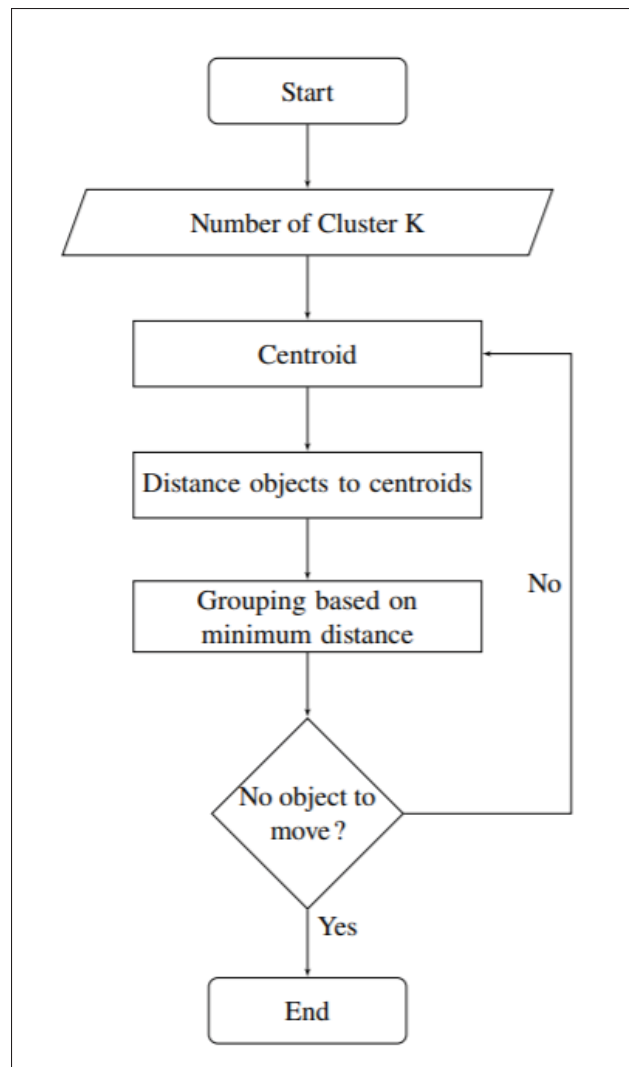 Start
Number of Cluster K
Centroid
Distance objects to centroids
Grouping based on
minimum distance
No
No object to
move ?
Yes
End